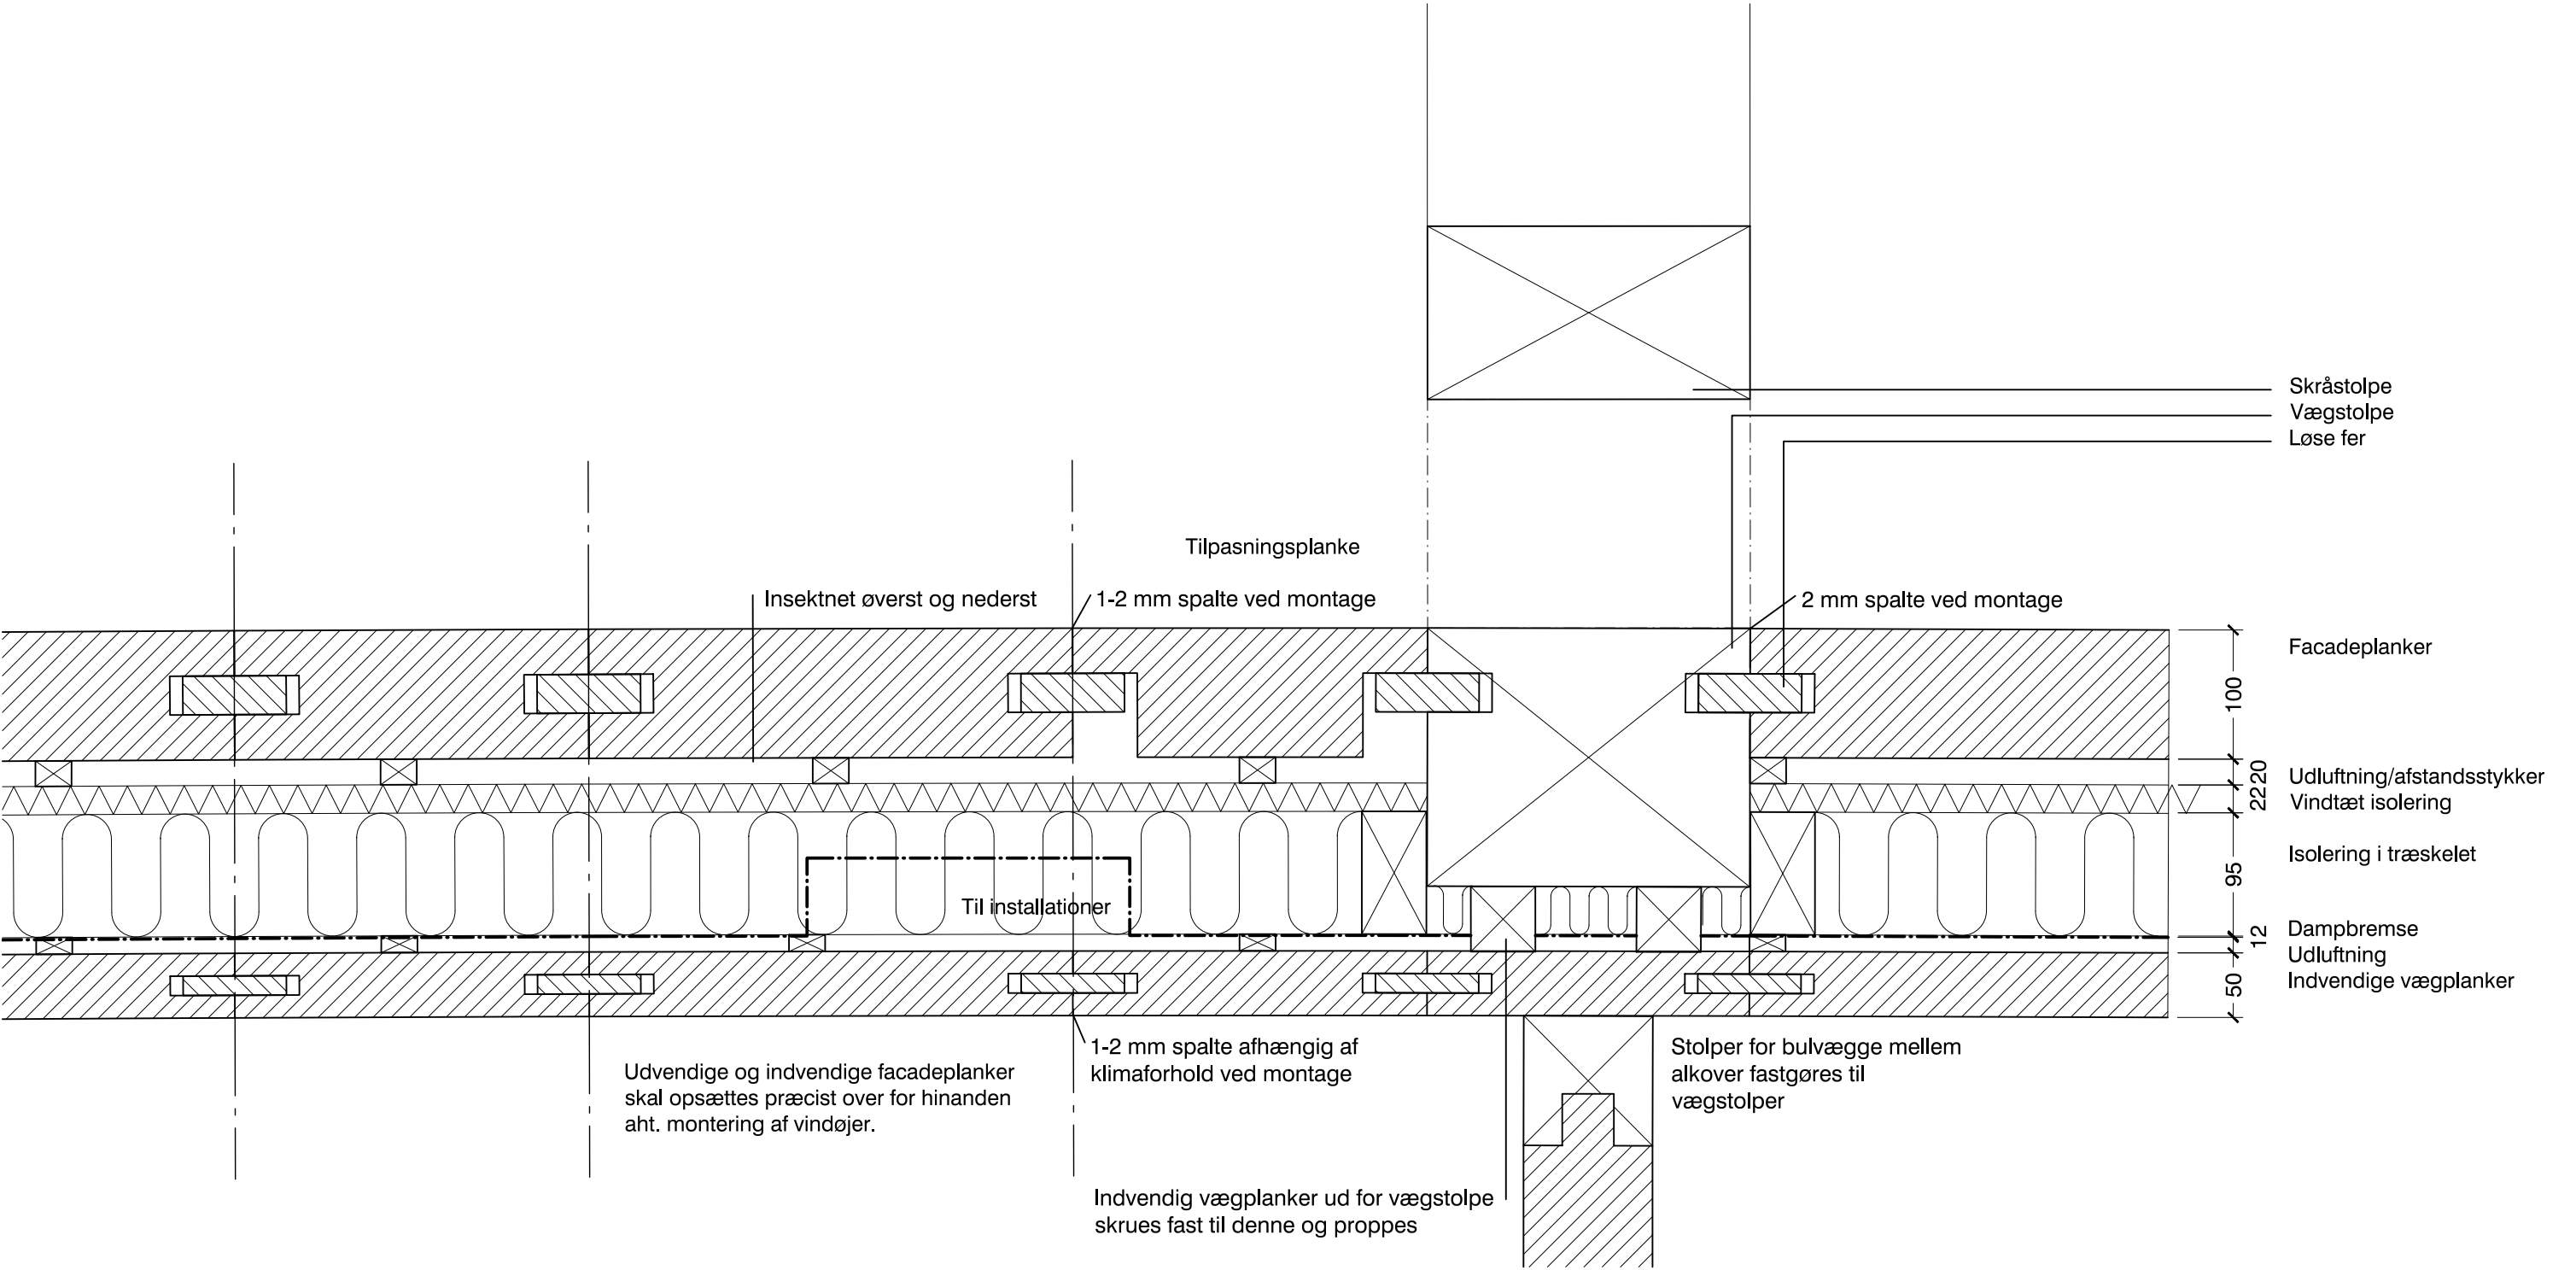 Skråstolpe
Vægstolpe
Løse fer
Tilpasningsplanke
Insektnet øverst og nederst
1-2 mm spalte ved montage
2 mm spalte ved montage
Facadeplanker
100
Udluftning/afstandsstykker
20
Vindtæt isolering
22
Isolering i træskelet
95
Til installationer
Dampbremse
12
Udluftning
Indvendige vægplanker
50
1-2 mm spalte afhængig af
klimaforhold ved montage
Stolper for bulvægge mellem
alkover fastgøres til
vægstolper
Udvendige og indvendige facadeplanker
skal opsættes præcist over for hinanden
aht. montering af vindøjer.
Indvendig vægplanker ud for vægstolpe
skrues fast til denne og proppes